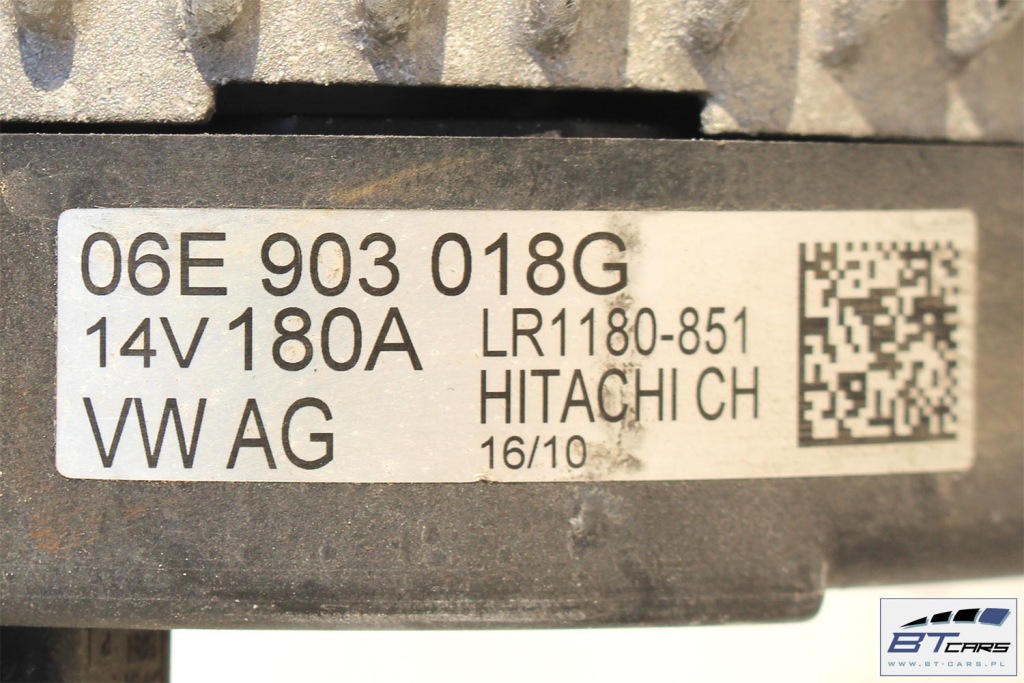 06E 903 018G
14V 180A
VW AG
LR1180-851
HITACHI CH
16/10
BT CARS
WWW.BT-CARS.PL